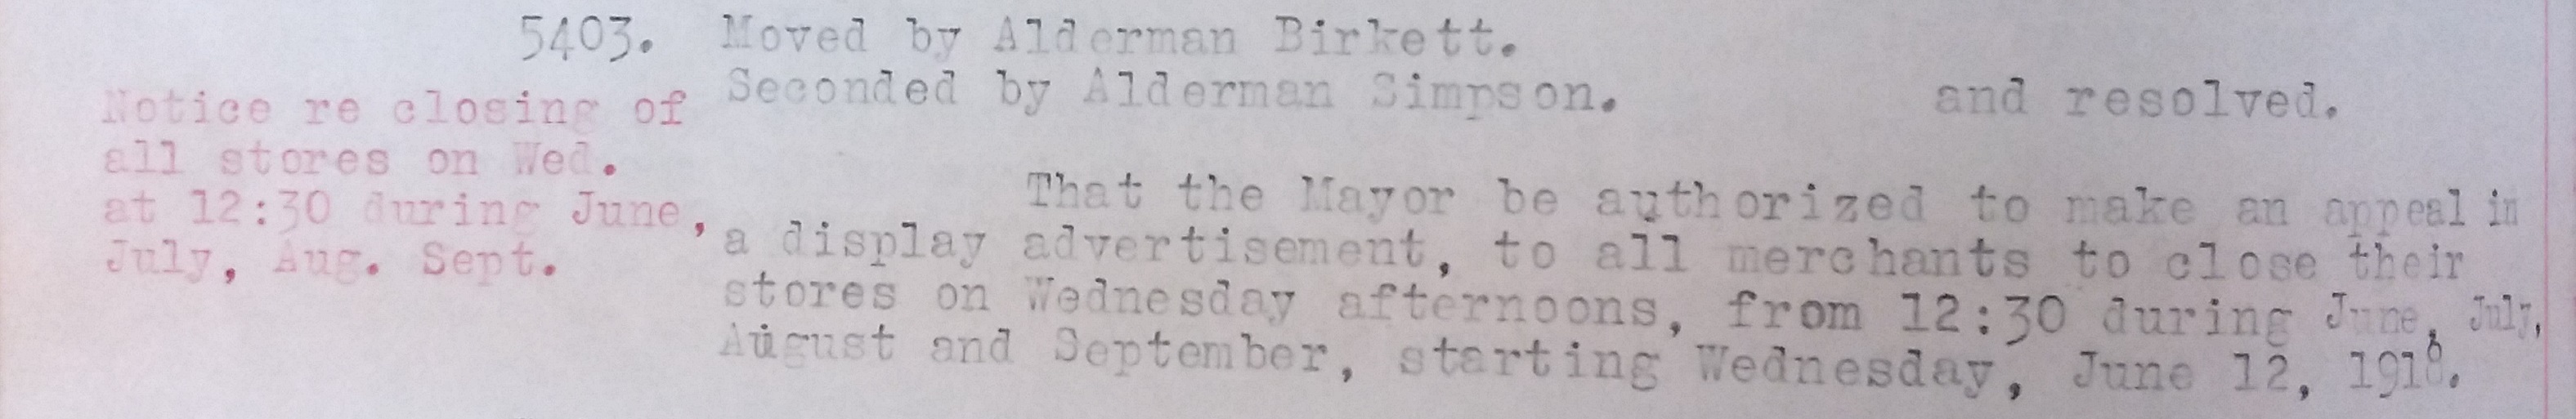 5403. Moved by Alderman Birkett.
Seconded by Alderman Simpson. and resolved.
Notice re closing of
all stores on Wed.
at 12:30 during June,
July, Aug. Sept.
That the Mayor be authorized to make an appeal in
a display advertisement, to all merchants to close their
stores on Wednesday afternoons, from 12:30 during June, July,
August and September, starting Wednesday, June 12, 1918.